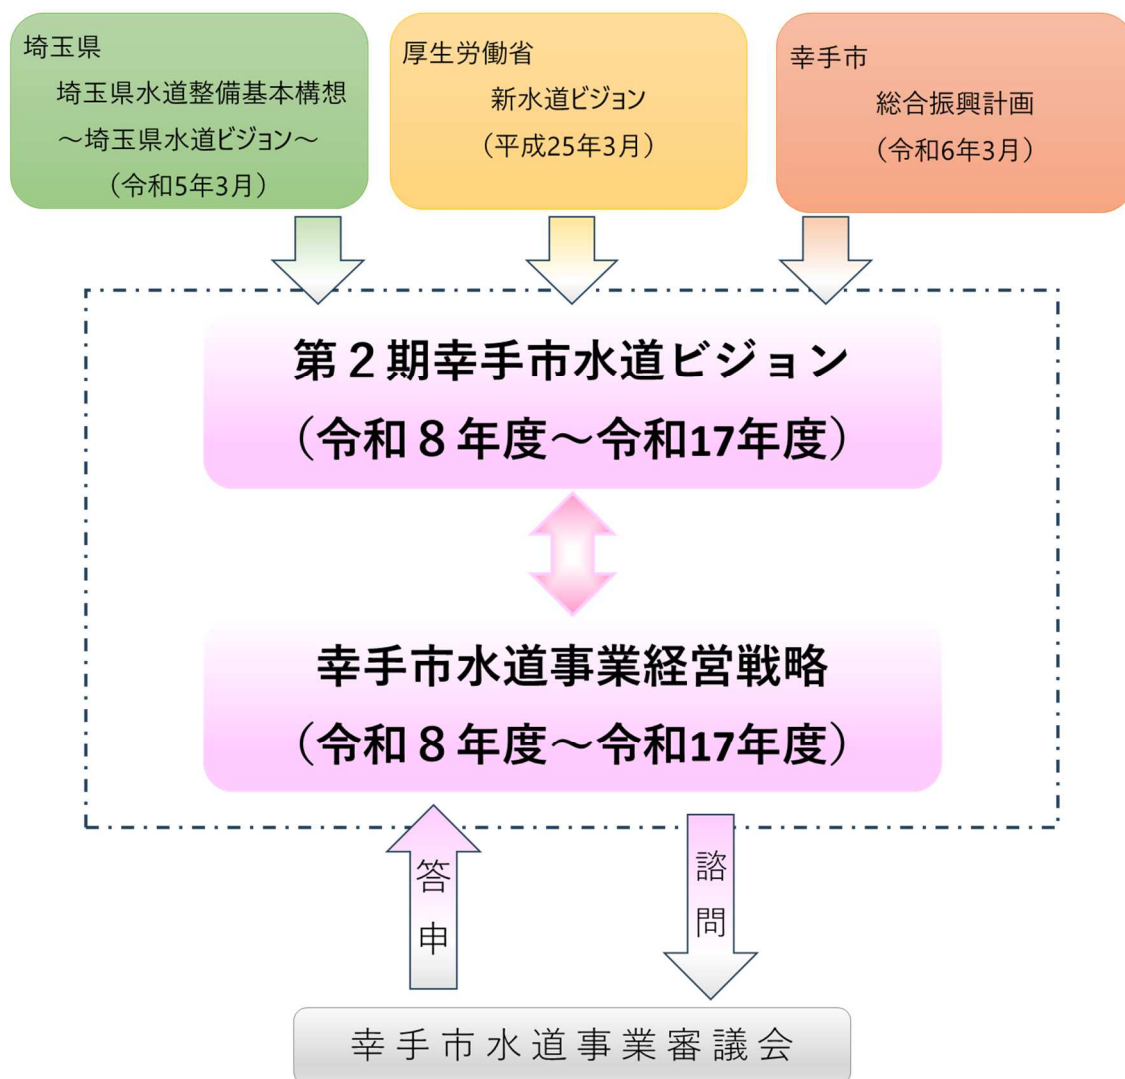 埼玉県
埼玉県水道整備基本構想
～埼玉県水道ビジョン～
（令和5年3月）
厚生労働省
新水道ビジョン
（平成25年3月）
幸手市
総合振興計画
（令和6年3月）
第２期幸手市水道ビジョン
（令和８年度～令和17年度）
幸手市水道事業経営戦略
（令和８年度～令和17年度）
答申
諮問
幸手市水道事業審議会